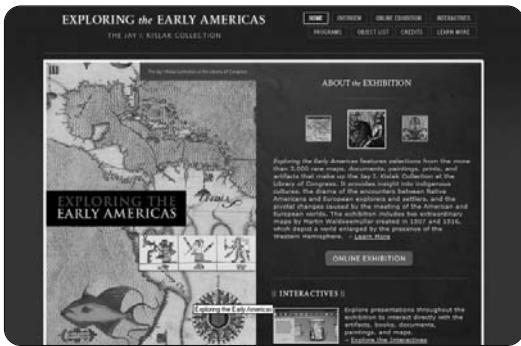 EXPLORING the EARLY AMERICAS
THE JAY I. KISLAK COLLECTION
HOME OVERVIEW ONLINE EXHIBITION INTERACTIVES
PROGRAMS OBJECT LIST CREDITS LEARN MORE
The Jay I. Kislak Collection at the Library of Congress
EXPLORING THE
EARLY AMERICAS
Exploring the Early Americas
ABOUT the EXHIBITION
Exploring the Early Americas features selections from the more
than 3,000 rare maps, documents, paintings, prints, and
artifacts that make up the Jay I. Kislak Collection at the
Library of Congress. It provides insight into indigenous
cultures, the drama of the encounters between Native
Americans and European explorers and settlers, and the
pivotal changes caused by the meeting of the American and
European worlds. The exhibition includes two extraordinary
maps by Martin Waldseemüller created in 1507 and 1516,
which depict a world enlarged by the presence of the
Western Hemisphere. → Learn More
ONLINE EXHIBITION
INTERACTIVES
Explore presentations throughout the
exhibition to interact directly with the
artifacts, books, documents,
paintings, and maps.
→ Explore the Interactives